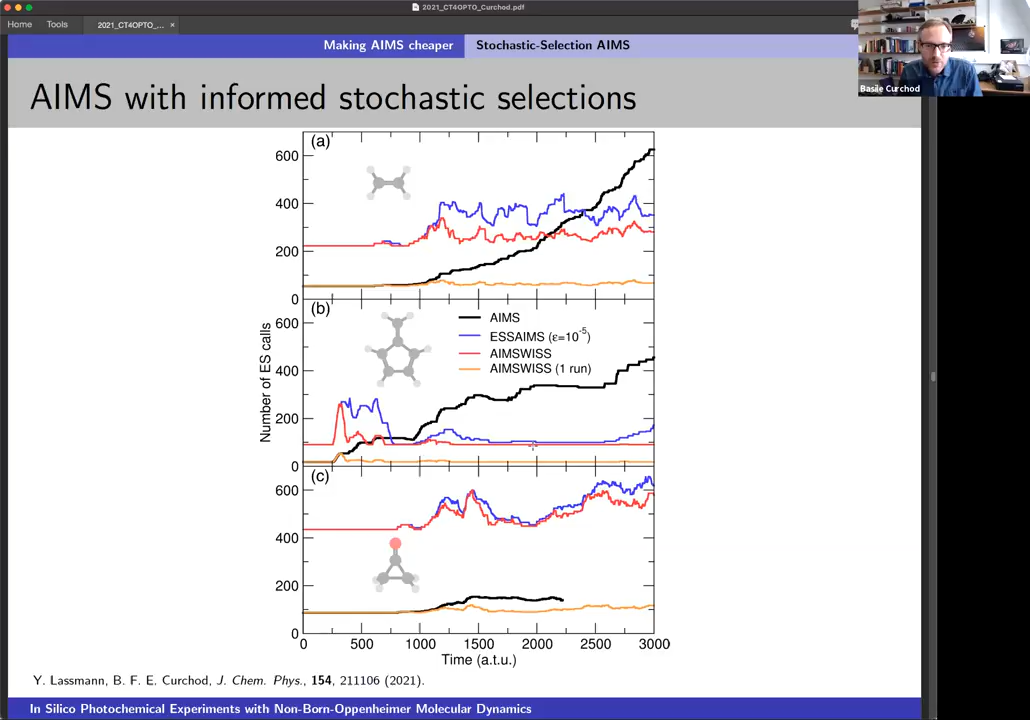 2021_CT4OPTO_Curchod.pdf
Home Tools 2021_CT4OPTO_... ×
Making AIMS cheaper Stochastic-Selection AIMS
Basile Curchod
AIMS with informed stochastic selections
(a)
600
400
200
0
(b)
600
400
200
0
AIMS
ESSAIMS (ε=10⁻⁵)
AIMSWISS
AIMSWISS (1 run)
Number of ES calls
(c)
600
400
200
0
0 500 1000 1500 2000 2500 3000
Time (a.t.u.)
Y. Lassmann, B. F. E. Curchod, J. Chem. Phys., 154, 211106 (2021).
In Silico Photochemical Experiments with Non-Born-Oppenheimer Molecular Dynamics